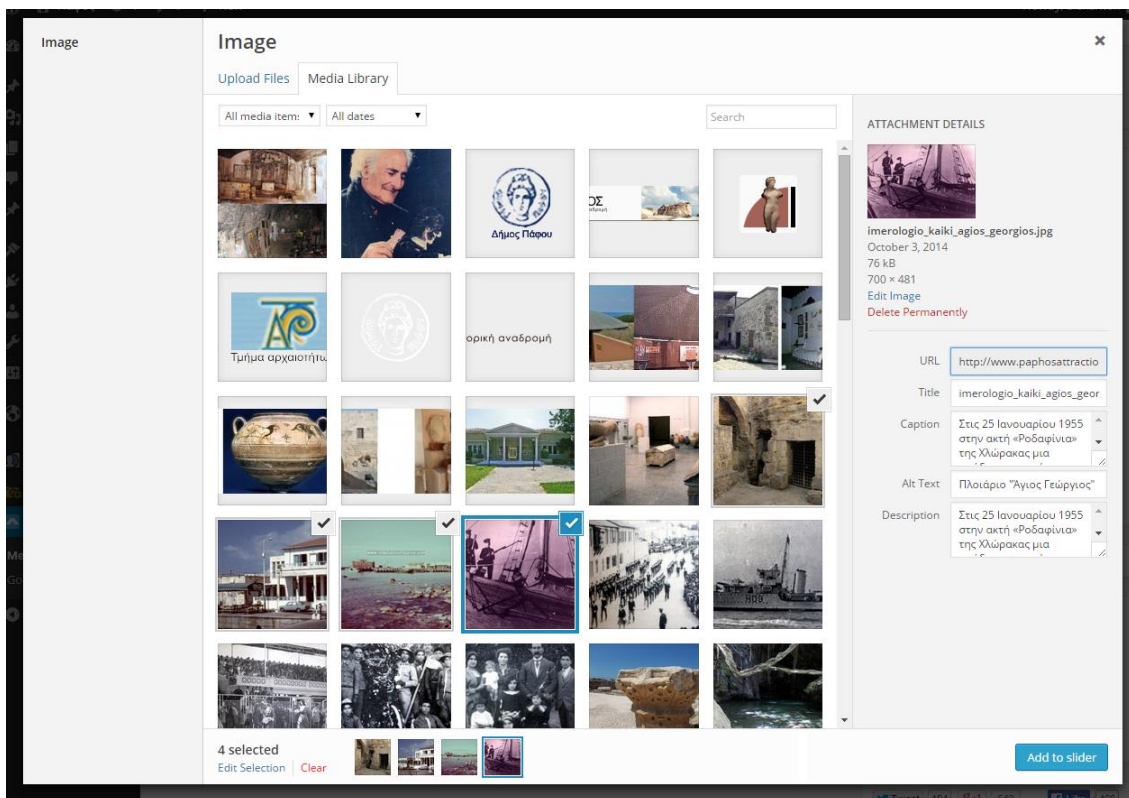 Image
Image
×
Upload Files
Media Library
All media item:
All dates
Search
Δήμος Πάφου
ΟΣ
Τμήμα αρχαιοτήτω
ορική αναδρομή
4 selected
Edit Selection
Clear
ATTACHMENT DETAILS
imerologio_kaiki_agios_georgios.jpg
October 3, 2014
76 kB
700 × 481
Edit Image
Delete Permanently
URL
http://www.paphosattractio
Title
imerologio_kaiki_agios_geor
Caption
Στις 25 Ιανουαρίου 1955
στην ακτή «Ροδαφίνια»
της Χλώρακας μια
Alt Text
Πλοιάριο "Άγιος Γεώργιος"
Description
Στις 25 Ιανουαρίου 1955
στην ακτή «Ροδαφίνια»
της Χλώρακας μια
Add to slider